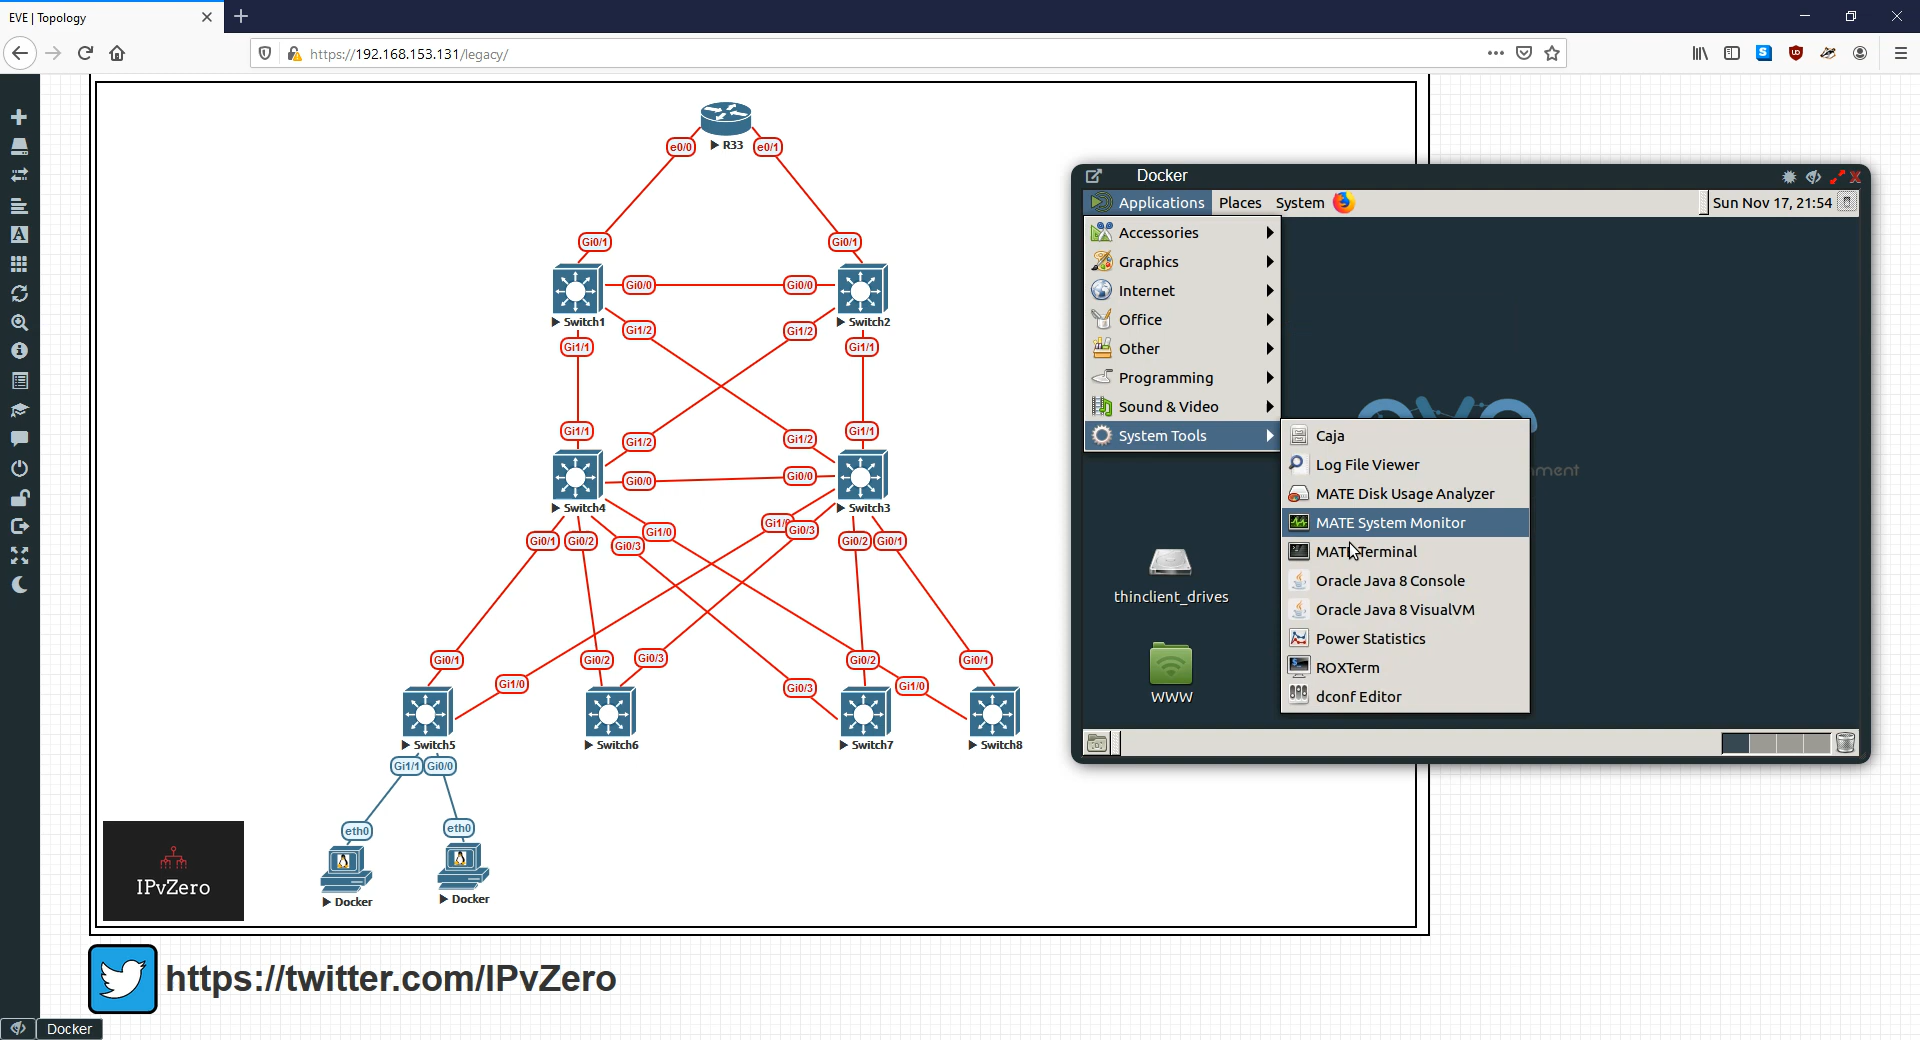 EVE | Topology
https://192.168.153.131/legacy/
R33
e0/0
e0/1
Gi0/1
Gi0/1
Gi0/0
Gi0/0
Switch1
Switch2
Gi1/2
Gi1/2
Gi1/1
Gi1/1
Gi1/1
Gi1/1
Gi1/2
Gi1/2
Gi0/0
Gi0/0
Switch4
Switch3
Gi0/1
Gi0/2
Gi0/3
Gi1/0
Gi0/3
Gi0/2
Gi0/1
Gi0/1
Gi1/0
Gi0/2
Gi0/3
Gi0/3
Gi0/2
Gi1/0
Gi0/1
Switch5
Switch6
Switch7
Switch8
Gi1/1
Gi0/0
eth0
eth0
Docker
Docker
IPvZero
https://twitter.com/IPvZero
Docker
Docker
Applications Places System
Sun Nov 17, 21:54
Accessories
Graphics
Internet
Office
Other
Programming
Sound & Video
System Tools
Caja
Log File Viewer
MATE Disk Usage Analyzer
MATE System Monitor
MATE Terminal
Oracle Java 8 Console
Oracle Java 8 VisualVM
Power Statistics
ROXTerm
dconf Editor
thinclient_drives
WWW